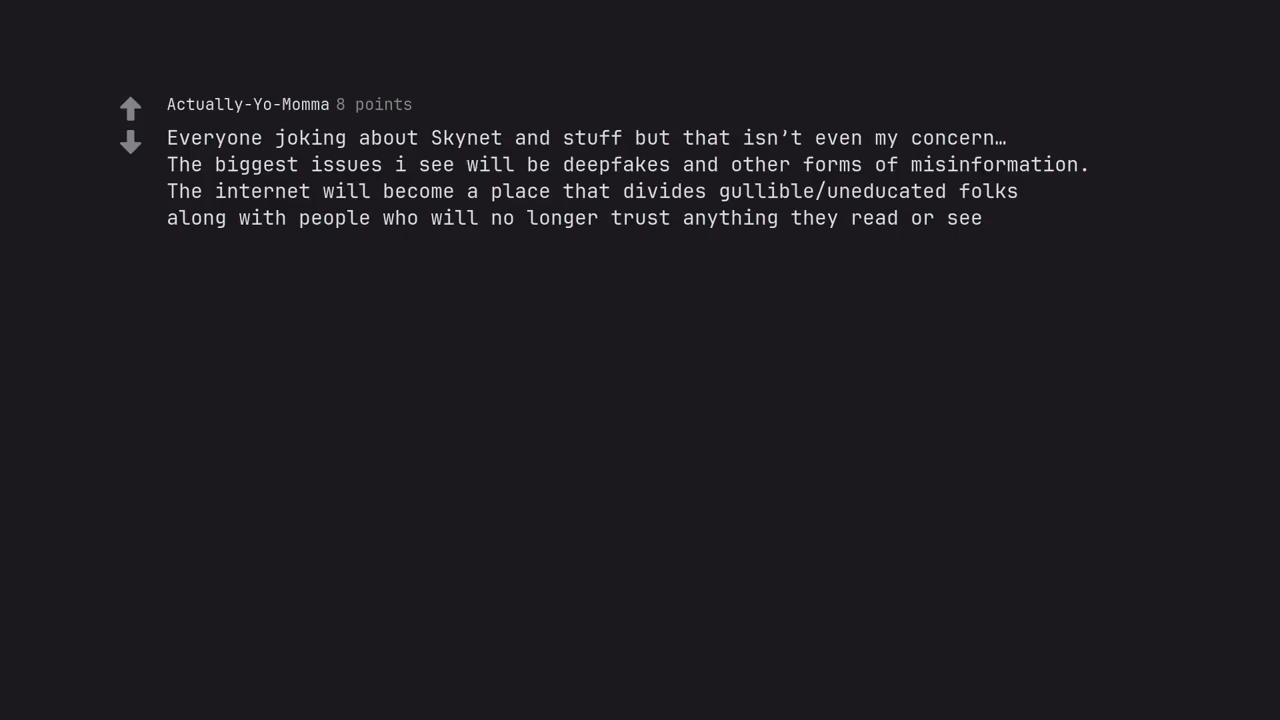 Actually-Yo-Momma 8 points
Everyone joking about Skynet and stuff but that isn’t even my concern…
The biggest issues i see will be deepfakes and other forms of misinformation.
The internet will become a place that divides gullible/uneducated folks
along with people who will no longer trust anything they read or see